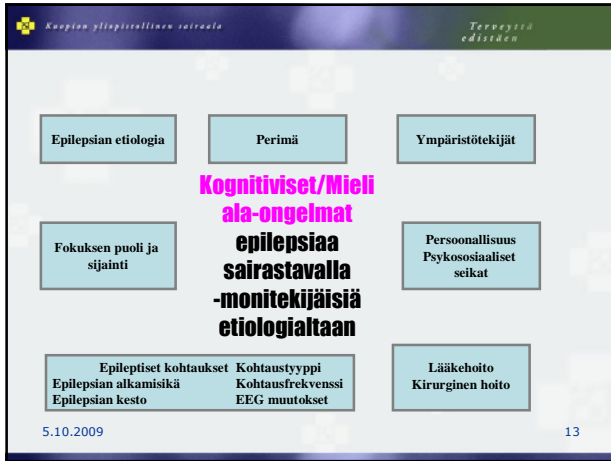 Kuopion yliopistollinen sairaala
Terveyttä
edistäen
Epilepsian etiologia
Perimä
Ympäristötekijät
Kognitiviset/Mieli
ala-ongelmat
epilepsiaa
sairastavalla
-monitekijäisiä
etiologialtaan
Fokuksen puoli ja
sijainti
Persoonallisuus
Psykososiaaliset
seikat
Epileptiset kohtaukset Kohtaustyyppi
Epilepsian alkamisikä Kohtausfrekvenssi
Epilepsian kesto EEG muutokset
Lääkehoito
Kirurginen hoito
5.10.2009
13